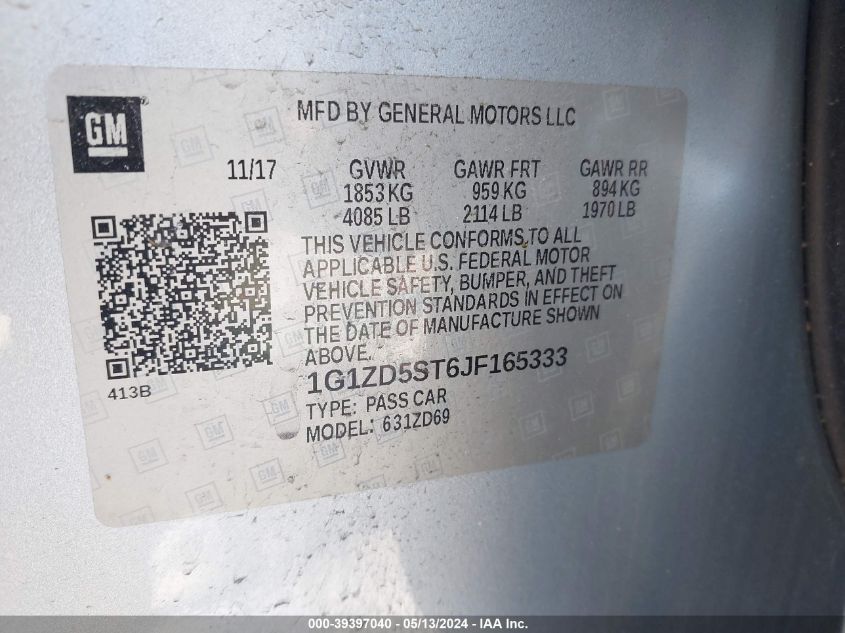 GM
MFD BY GENERAL MOTORS LLC
11/17 GVWR GAWR FRT GAWR RR
1853 KG 959 KG 894 KG
4085 LB 2114 LB 1970 LB
THIS VEHICLE CONFORMS TO ALL
APPLICABLE U.S. FEDERAL MOTOR
VEHICLE SAFETY, BUMPER, AND THEFT
PREVENTION STANDARDS IN EFFECT ON
THE DATE OF MANUFACTURE SHOWN
ABOVE.
413B
1G1ZD5ST6JF165333
TYPE: PASS CAR
MODEL: 631ZD69
000-39397040 - 05/13/2024 - IAA Inc.